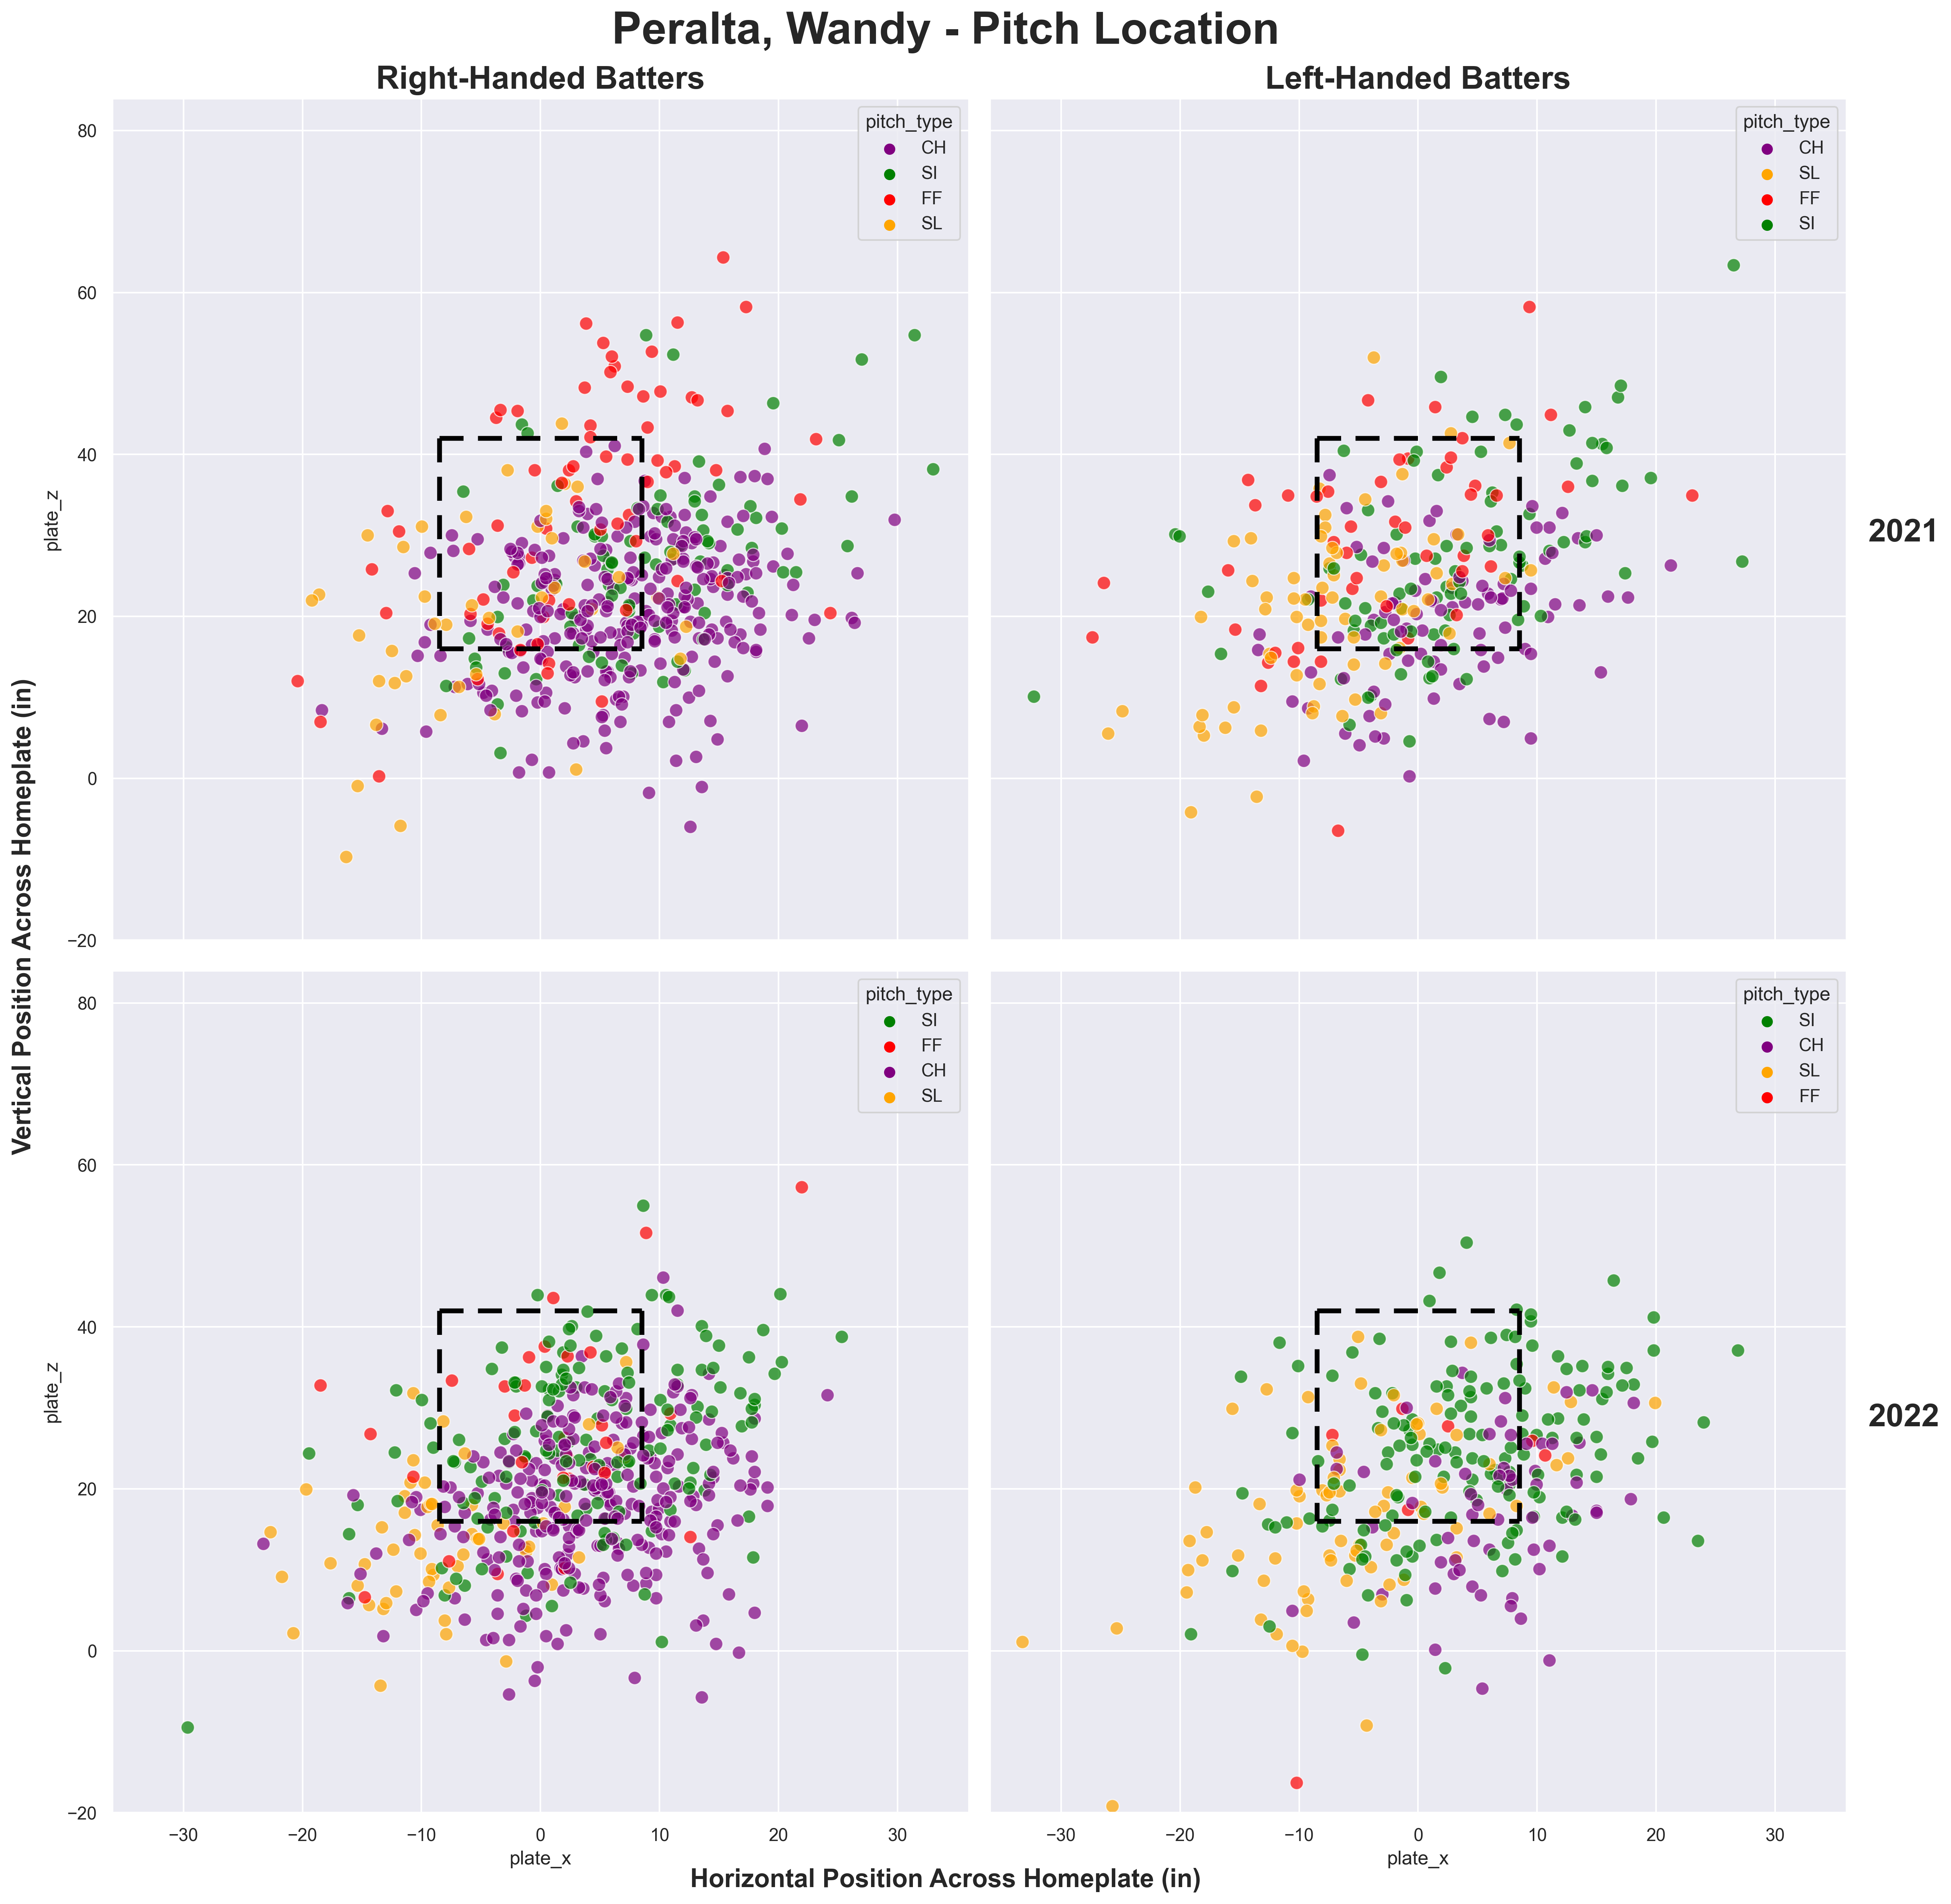 Peralta, Wandy - Pitch Location
Right-Handed Batters
Left-Handed Batters
Vertical Position Across Homeplate (in)
plate_z
80
60
40
20
0
−20
pitch_type
CH
SI
FF
SL
pitch_type
CH
SL
FF
SI
2021
plate_z
80
60
40
20
0
−20
pitch_type
SI
FF
CH
SL
pitch_type
SI
CH
SL
FF
2022
−30 −20 −10 0 10 20 30
−30 −20 −10 0 10 20 30
plate_x
plate_x
Horizontal Position Across Homeplate (in)